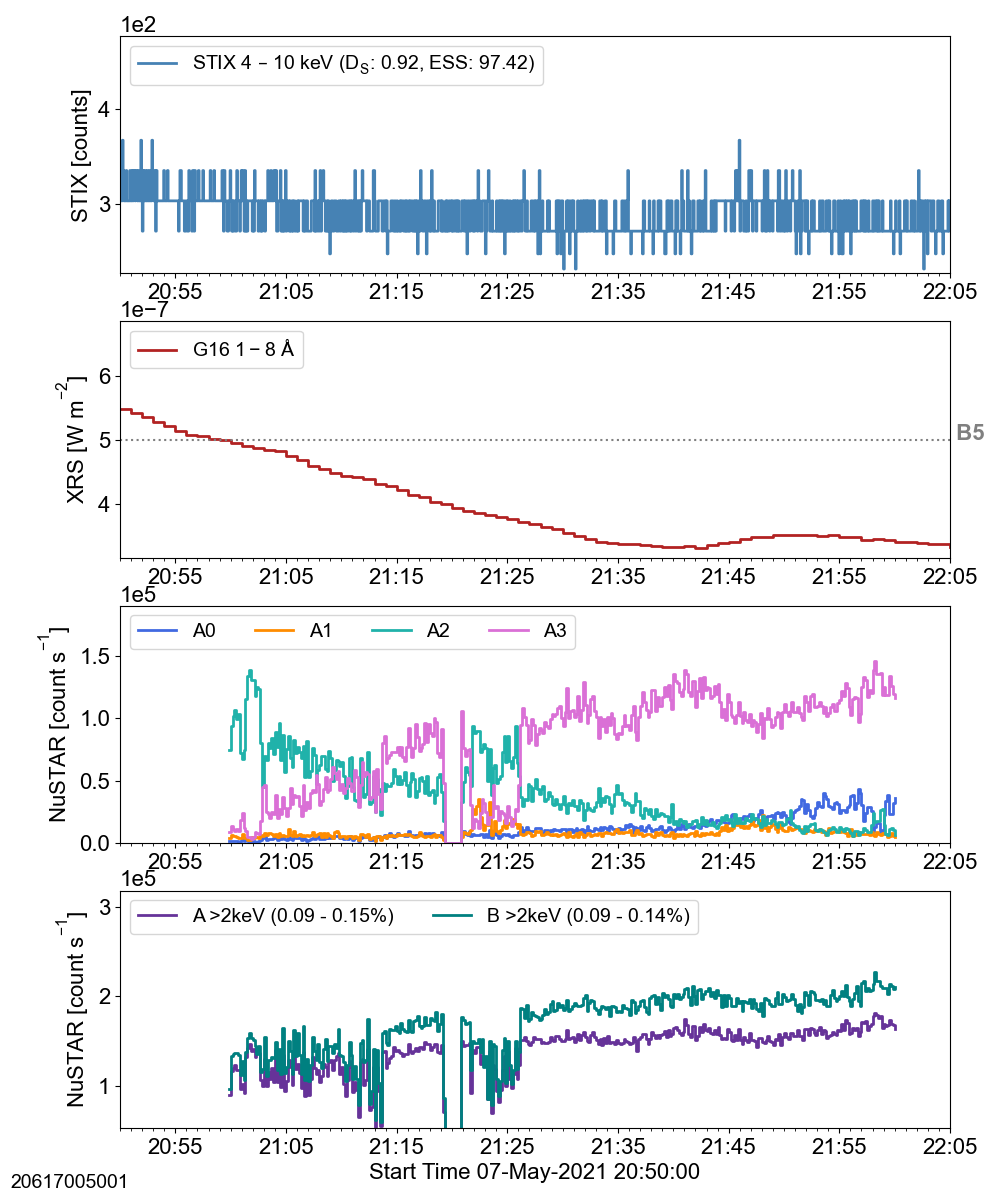 1e2
STIX 4 – 10 keV (DS: 0.92, ESS: 97.42)
STIX [counts]
4
3
20:55 21:05 21:15 21:25 21:35 21:45 21:55 22:05
1e−7
G16 1 – 8 Å
XRS [W m−2]
6
5
4
B5
20:55 21:05 21:15 21:25 21:35 21:45 21:55 22:05
1e5
A0 A1 A2 A3
NuSTAR [count s−1]
1.5
1.0
0.5
0.0
20:55 21:05 21:15 21:25 21:35 21:45 21:55 22:05
1e5
A >2keV (0.09 - 0.15%) B >2keV (0.09 - 0.14%)
NuSTAR [count s−1]
3
2
1
20:55 21:05 21:15 21:25 21:35 21:45 21:55 22:05
Start Time 07-May-2021 20:50:00
20617005001